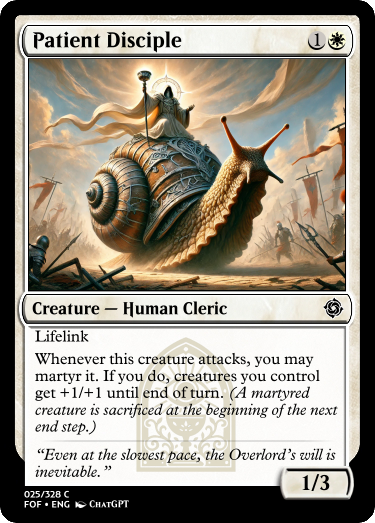 Patient Disciple 1
Creature — Human Cleric
Lifelink
Whenever this creature attacks, you may
martyr it. If you do, creatures you control
get +1/+1 until end of turn. (A martyred
creature is sacrificed at the beginning of the next
end step.)
“Even at the slowest pace, the Overlord’s will is
inevitable.”
1/3
025/328 C
FOF • ENG ChatGPT